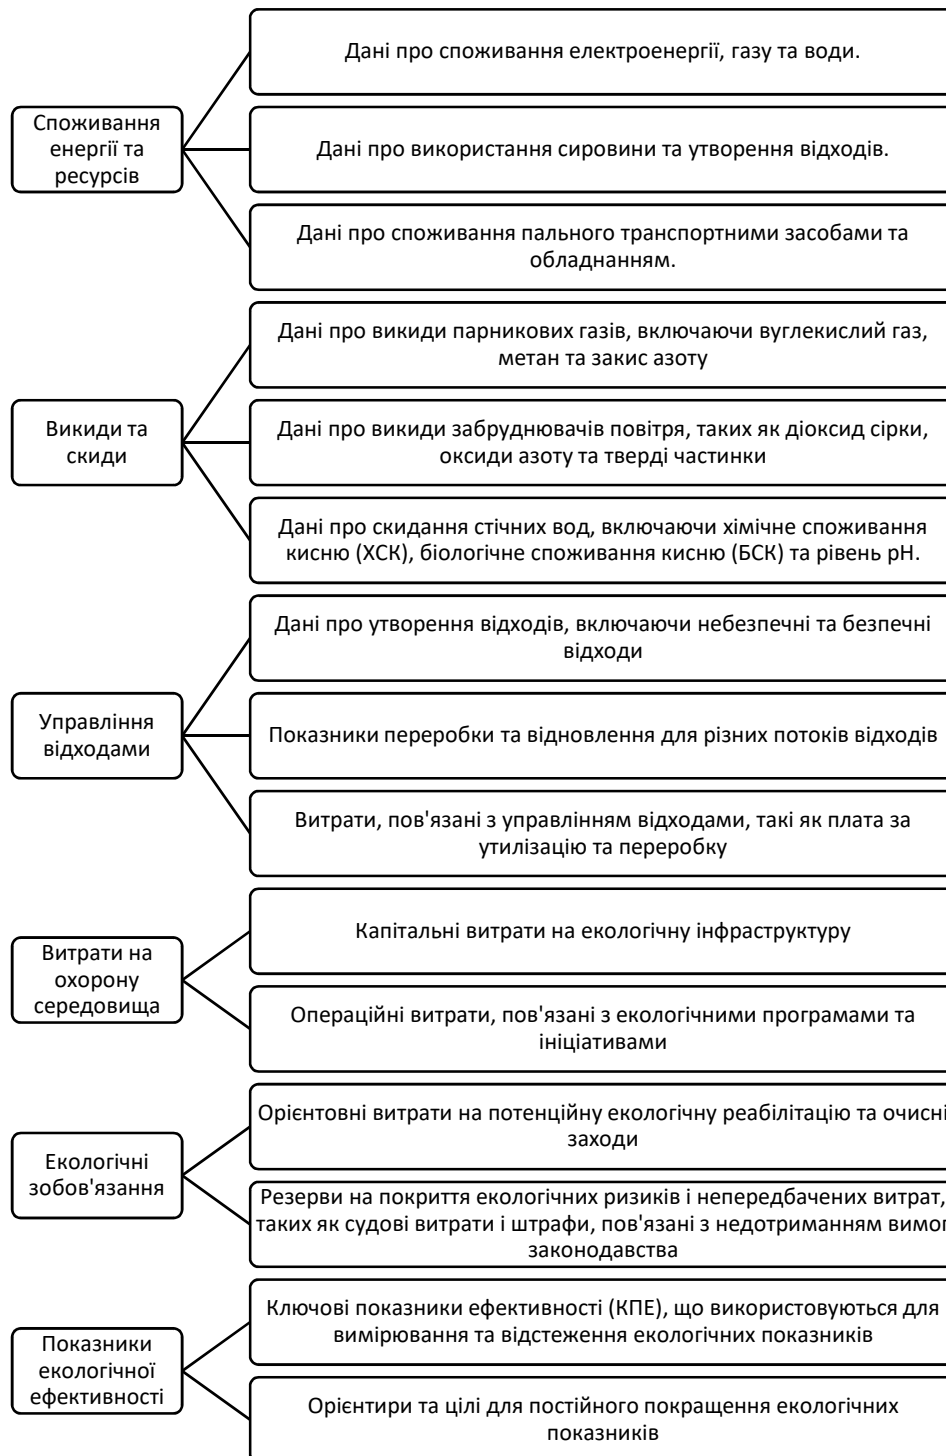 Споживання
енергії та
ресурсів
Дані про споживання електроенергії, газу та води.
Дані про використання сировини та утворення відходів.
Дані про споживання пального транспортними засобами та
обладнанням.
Викиди та
скиди
Дані про викиди парникових газів, включаючи вуглекислий газ,
метан та закис азоту
Дані про викиди забруднювачів повітря, таких як діоксид сірки,
оксиди азоту та тверді частинки
Дані про скидання стічних вод, включаючи хімічне споживання
кисню (ХСК), біологічне споживання кисню (БСК) та рівень pH.
Управління
відходами
Дані про утворення відходів, включаючи небезпечні та безпечні
відходи
Показники переробки та відновлення для різних потоків відходів
Витрати, пов'язані з управлінням відходами, такі як плата за
утилізацію та переробку
Витрати на
охорону
середовища
Капітальні витрати на екологічну інфраструктуру
Операційні витрати, пов'язані з екологічними програмами та
ініціативами
Екологічні
зобов'язання
Орієнтовні витрати на потенційну екологічну реабілітацію та очисні
заходи
Резерви на покриття екологічних ризиків і непередбачених витрат,
таких як судові витрати і штрафи, пов'язані з недотриманням вимог
законодавства
Показники
екологічної
ефективності
Ключові показники ефективності (КПЕ), що використовуються для
вимірювання та відстеження екологічних показників
Орієнтири та цілі для постійного покращення екологічних
показників